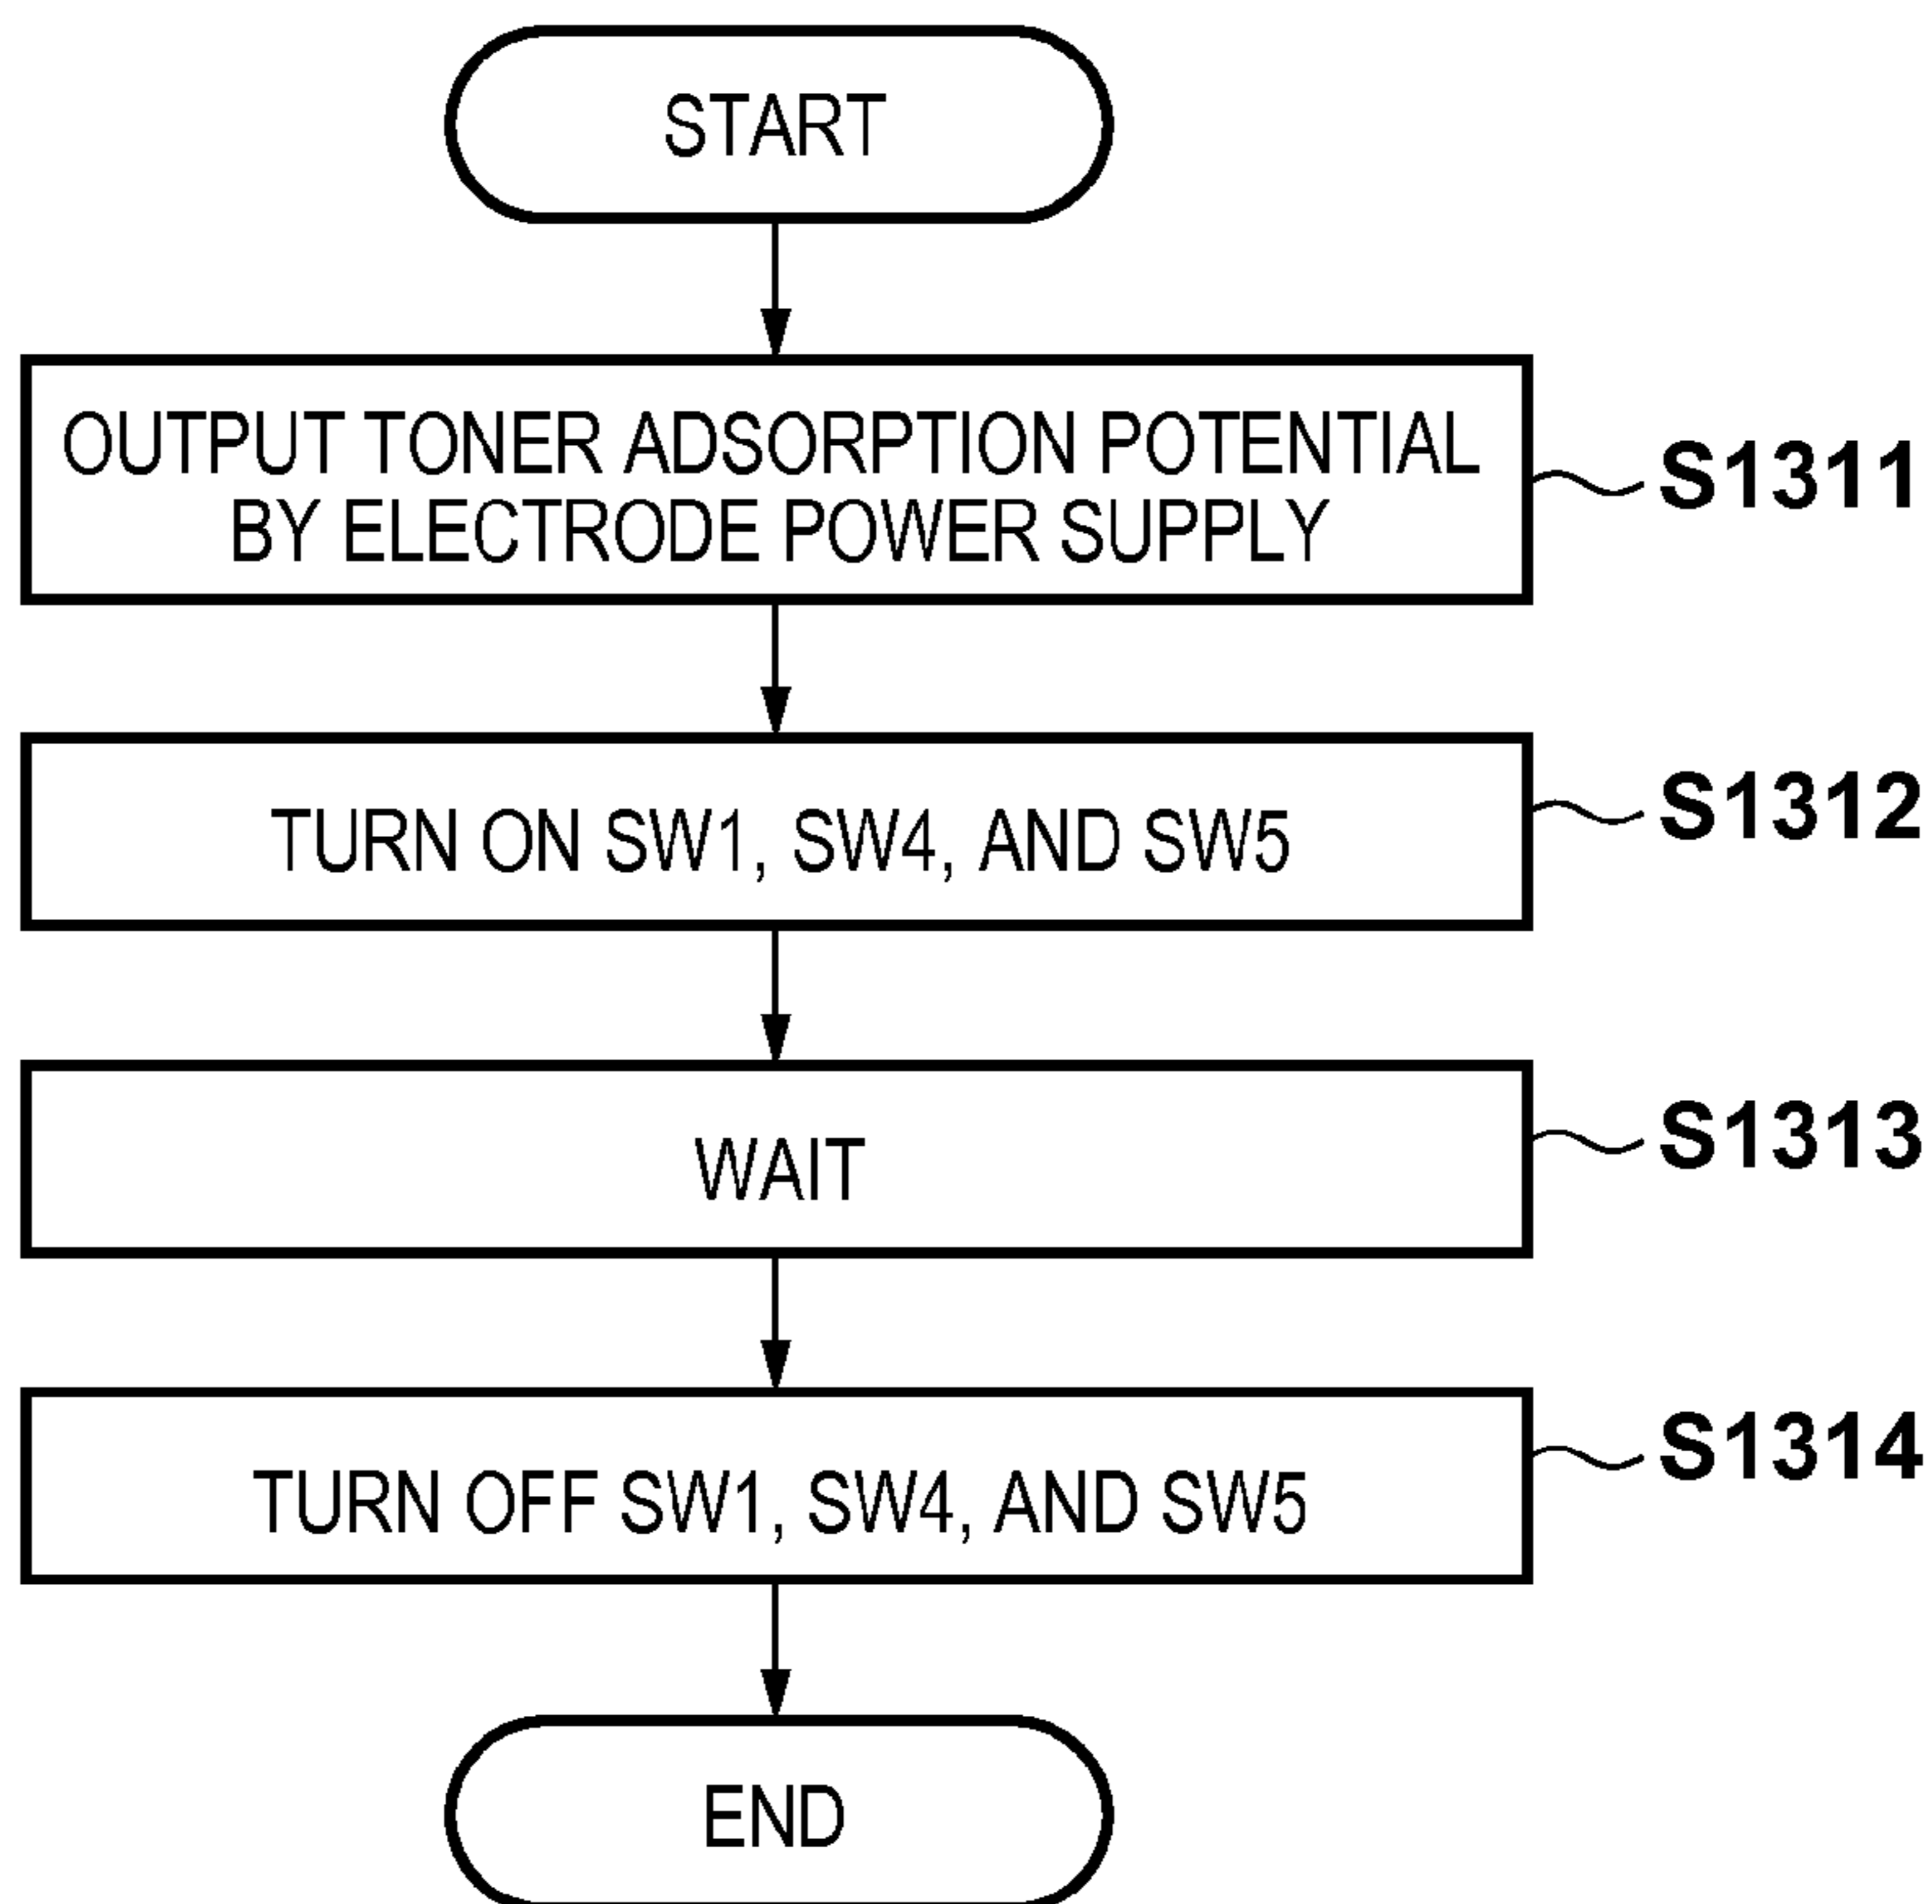 START
OUTPUT TONER ADSORPTION POTENTIAL
BY ELECTRODE POWER SUPPLY
S1311
TURN ON SW1, SW4, AND SW5
S1312
WAIT
S1313
TURN OFF SW1, SW4, AND SW5
S1314
END